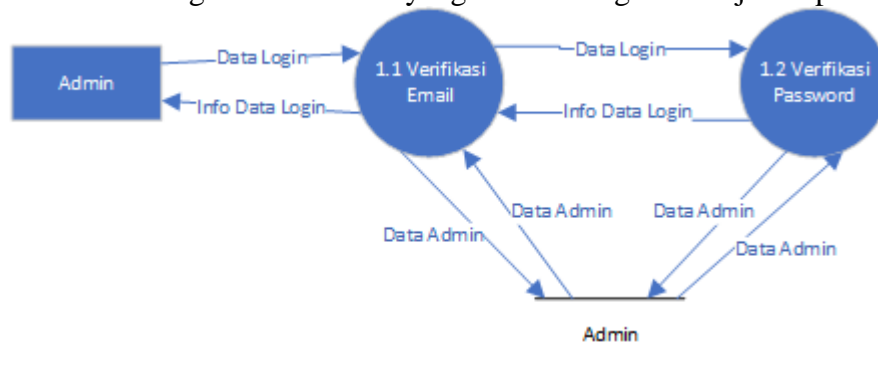 Admin
Data Login
Info Data Login
1.1 Verifikasi
Email
Data Login
Info Data Login
1.2 Verifikasi
Password
Data Admin
Data Admin
Data Admin
Data Admin
Admin